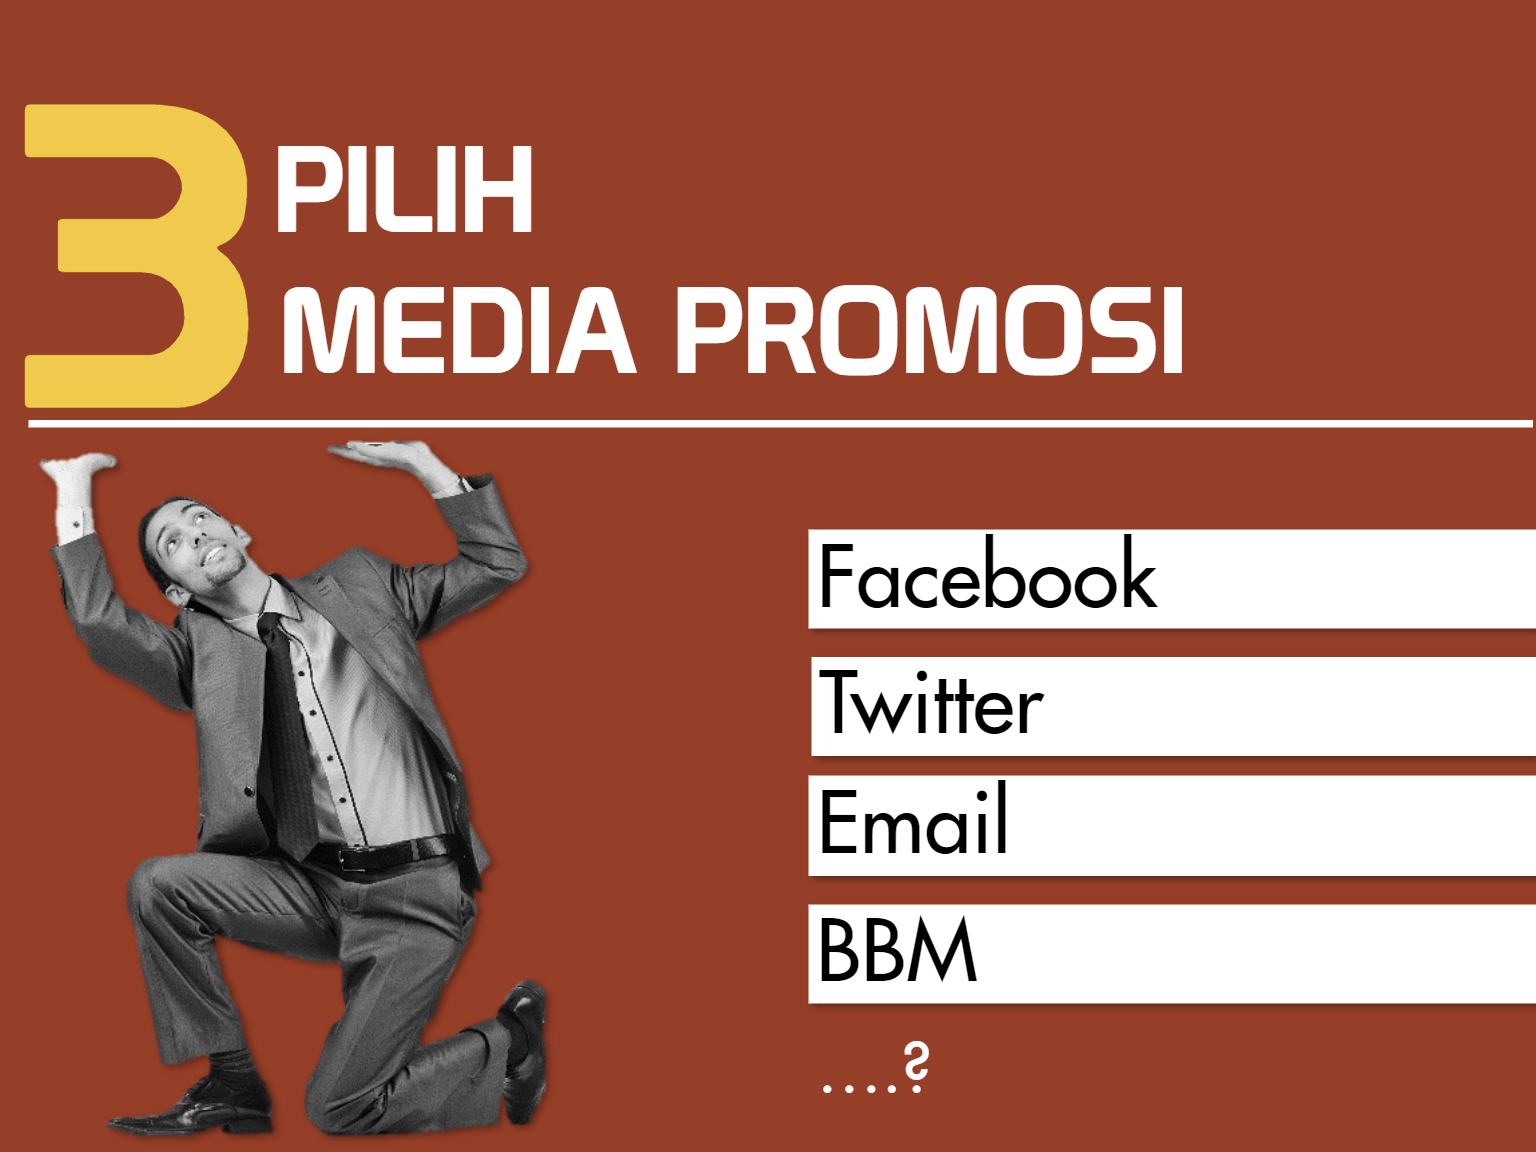 3 PILIH
MEDIA PROMOSI
Facebook
Twitter
Email
BBM
....?